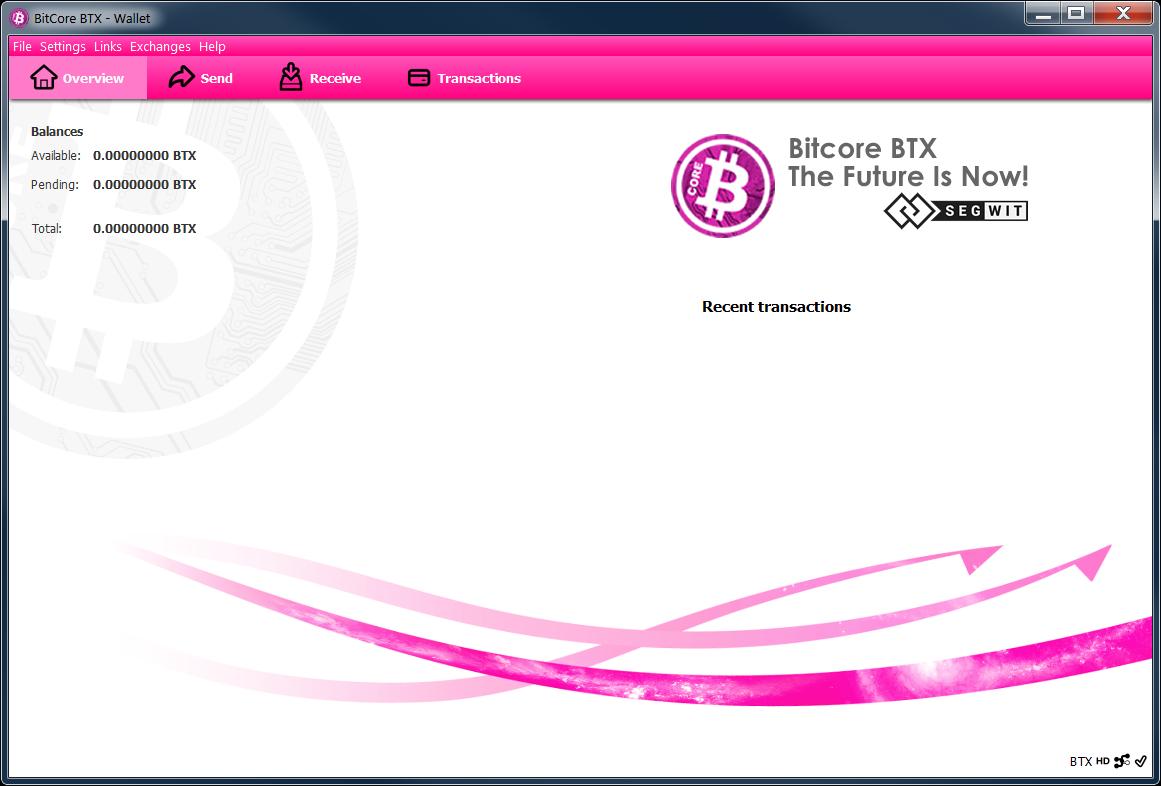 BitCore BTX - Wallet
File Settings Links Exchanges Help
Overview Send Receive Transactions
Balances
Available: 0.00000000 BTX
Pending: 0.00000000 BTX
Total: 0.00000000 BTX
CORE
Bitcore BTX
The Future Is Now!
SEGWIT
Recent transactions
BTX HD